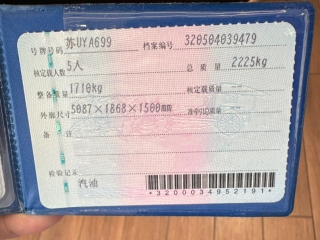 号牌号码 苏UYA699 档案编号 320504039479
核定载人数 5人 总质量 2225kg
整备质量 1710kg 核定载质量 --
外廓尺寸 5087×1868×1500mm 准牵引总质量 --
备注
检验记录
汽油
*3200034952191*